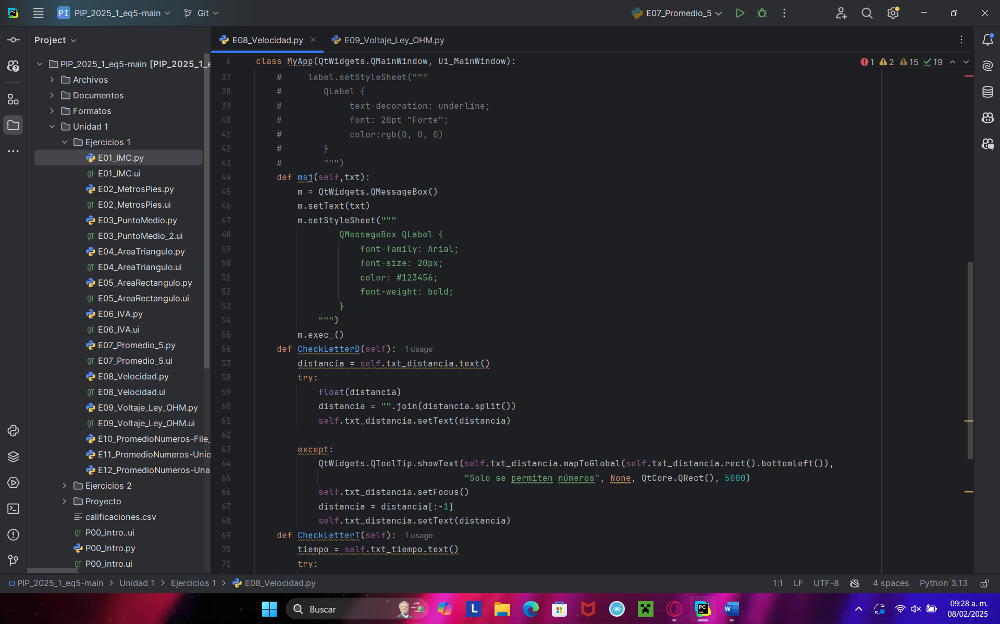 PI PIP_2025_1_eq5-main Git E07_Promedio_5
Project E08_Velocidad.py E09_Voltaje_Ley_OHM.py
PIP_2025_1_eq5-main [PIP_2025_1_e
Archivos
Documentos
Formatos
Unidad 1
Ejercicios 1
E01_IMC.py
QT E01_IMC.ui
E02_MetrosPies.py
QT E02_MetrosPies.ui
E03_PuntoMedio.py
QT E03_PuntoMedio_2.ui
E04_AreaTriangulo.py
QT E04_AreaTriangulo.ui
E05_AreaRectangulo.py
QT E05_AreaRectangulo.ui
E06_IVA.py
QT E06_IVA.ui
E07_Promedio_5.py
QT E07_Promedio_5.ui
E08_Velocidad.py
QT E08_Velocidad.ui
E09_Voltaje_Ley_OHM.py
QT E09_Voltaje_Ley_OHM.ui
E10_PromedioNumeros-File_
E11_PromedioNumeros-Unio
E12_PromedioNumeros-Una
Ejercicios 2
Proyecto
calificaciones.csv
QT P00_intro..ui
P00_Intro.py
QT P00_intro.ui
6 class MyApp(QtWidgets.QMainWindow, Ui_MainWindow): 1 2 15 19
37 # label.setStyleSheet("""
38 # QLabel {
39 # text-decoration: underline;
40 # font: 20pt "Forte";
41 # color:rgb(0, 0, 0)
42 # }
43 # """)
44 def msj(self,txt):
45 m = QtWidgets.QMessageBox()
46 m.setText(txt)
47 m.setStyleSheet("""
48 QMessageBox QLabel {
49 font-family: Arial;
50 font-size: 20px;
51 color: #123456;
52 font-weight: bold;
53 }
54 """)
55 m.exec_()
56 def CheckLetterD(self): 1 usage
57 distancia = self.txt_distancia.text()
58 try:
59 float(distancia)
60 distancia = "".join(distancia.split())
61 self.txt_distancia.setText(distancia)
62
63 except:
64 QtWidgets.QToolTip.showText(self.txt_distancia.mapToGlobal(self.txt_distancia.rect().bottomLeft()),
65 "Solo se permiten números", None, QtCore.QRect(), 5000)
66 self.txt_distancia.setFocus()
67 distancia = distancia[:-1]
68 self.txt_distancia.setText(distancia)
69 def CheckLetterT(self): 1 usage
70 tiempo = self.txt_tiempo.text()
71 try:
PIP_2025_1_eq5-main > Unidad 1 > Ejercicios 1 > E08_Velocidad.py 1:1 LF UTF-8 4 spaces Python 3.13
Buscar
09:28 a. m.
08/02/2025